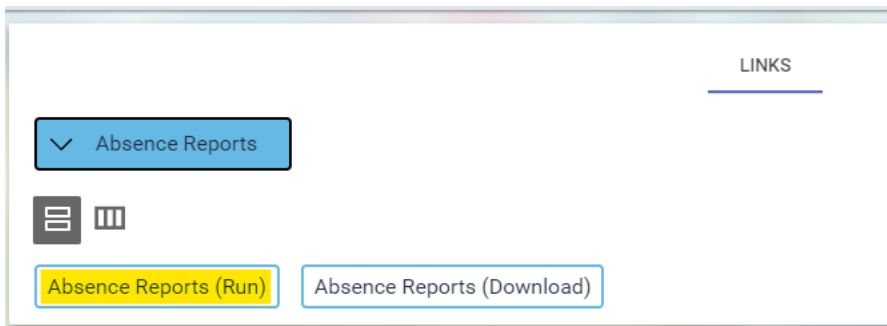 LINKS
Absence Reports
Absence Reports (Run) Absence Reports (Download)